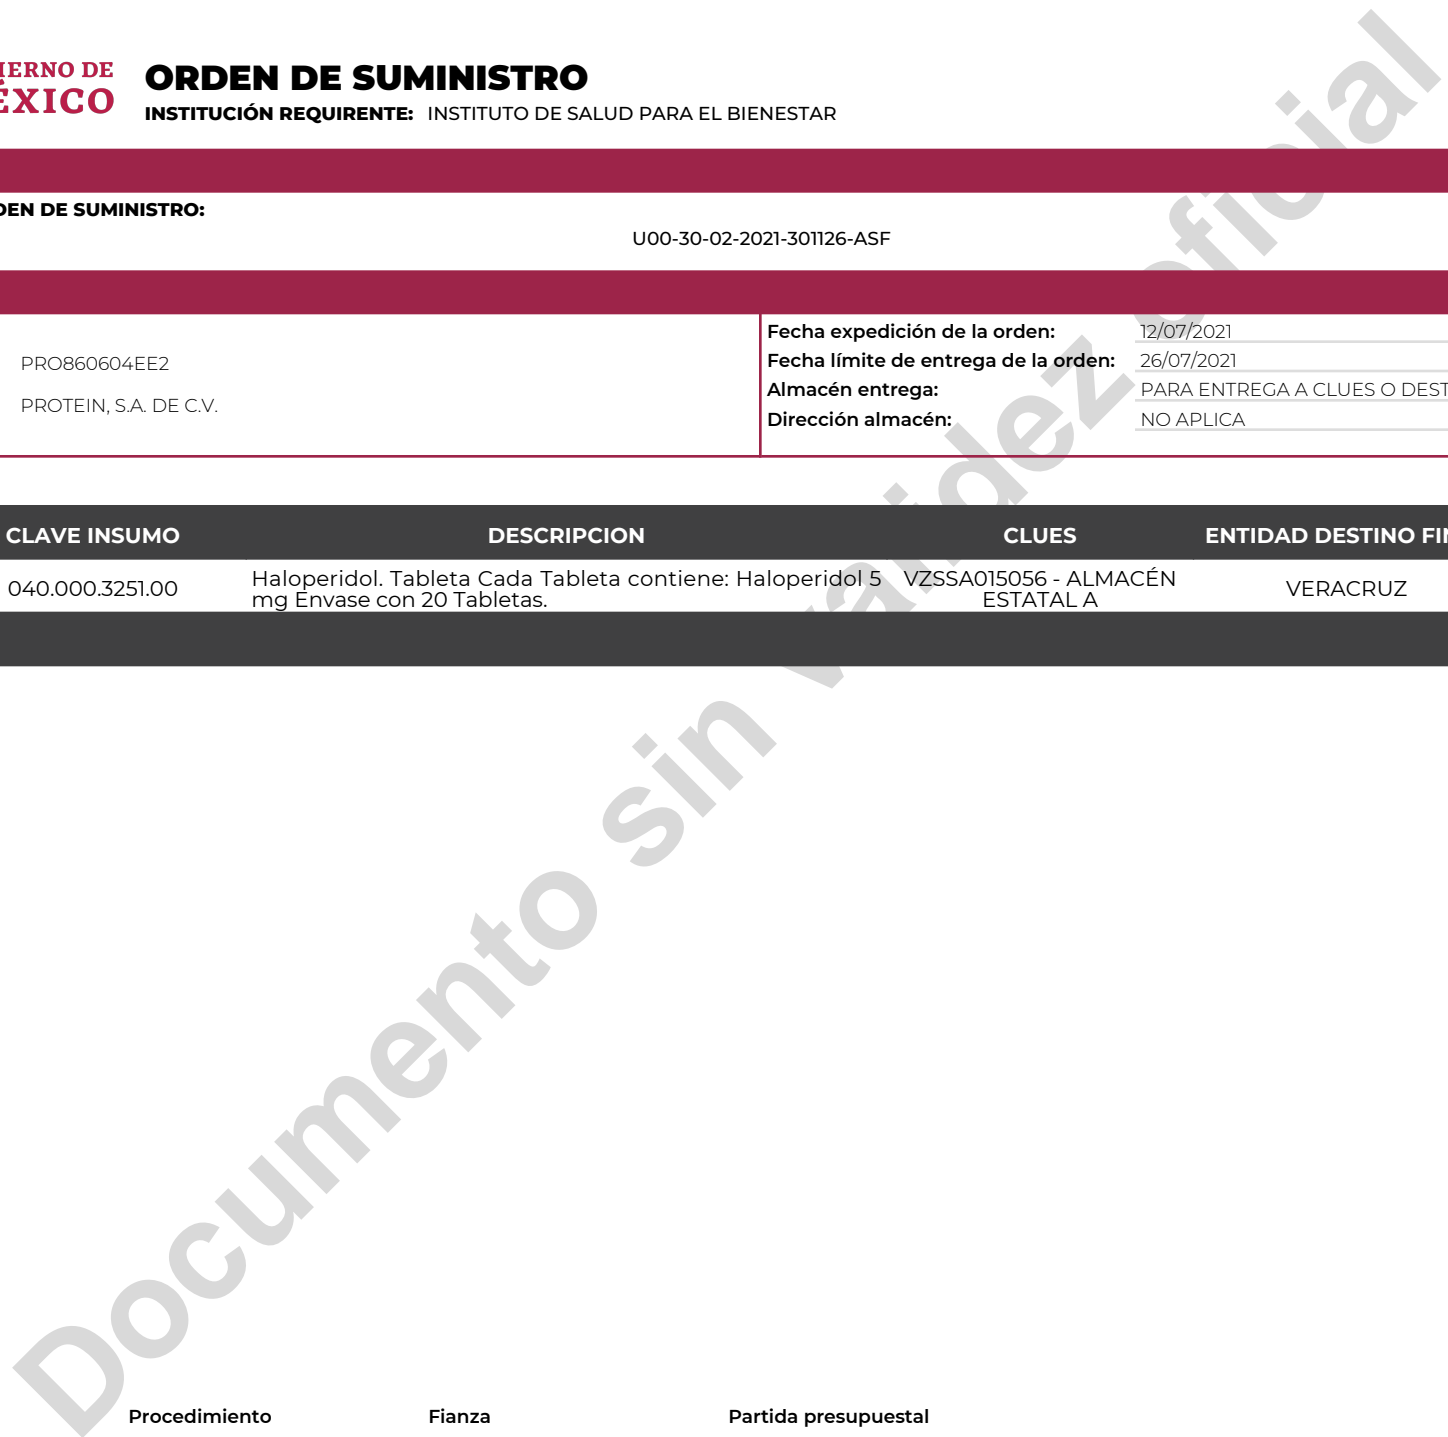 IERNO DE
ÉXICO
ORDEN DE SUMINISTRO
INSTITUCIÓN REQUIRENTE: INSTITUTO DE SALUD PARA EL BIENESTAR
DEN DE SUMINISTRO:
U00-30-02-2021-301126-ASF
PRO860604EE2
PROTEIN, S.A. DE C.V.
Fecha expedición de la orden: 12/07/2021
Fecha límite de entrega de la orden: 26/07/2021
Almacén entrega: PARA ENTREGA A CLUES O DEST
Dirección almacén: NO APLICA
CLAVE INSUMO DESCRIPCION CLUES ENTIDAD DESTINO FIN
040.000.3251.00 Haloperidol. Tableta Cada Tableta contiene: Haloperidol 5 VZSSA015056 - ALMACÉN VERACRUZ
mg Envase con 20 Tabletas. ESTATAL A
Documento sin validez oficial
Procedimiento Fianza Partida presupuestal